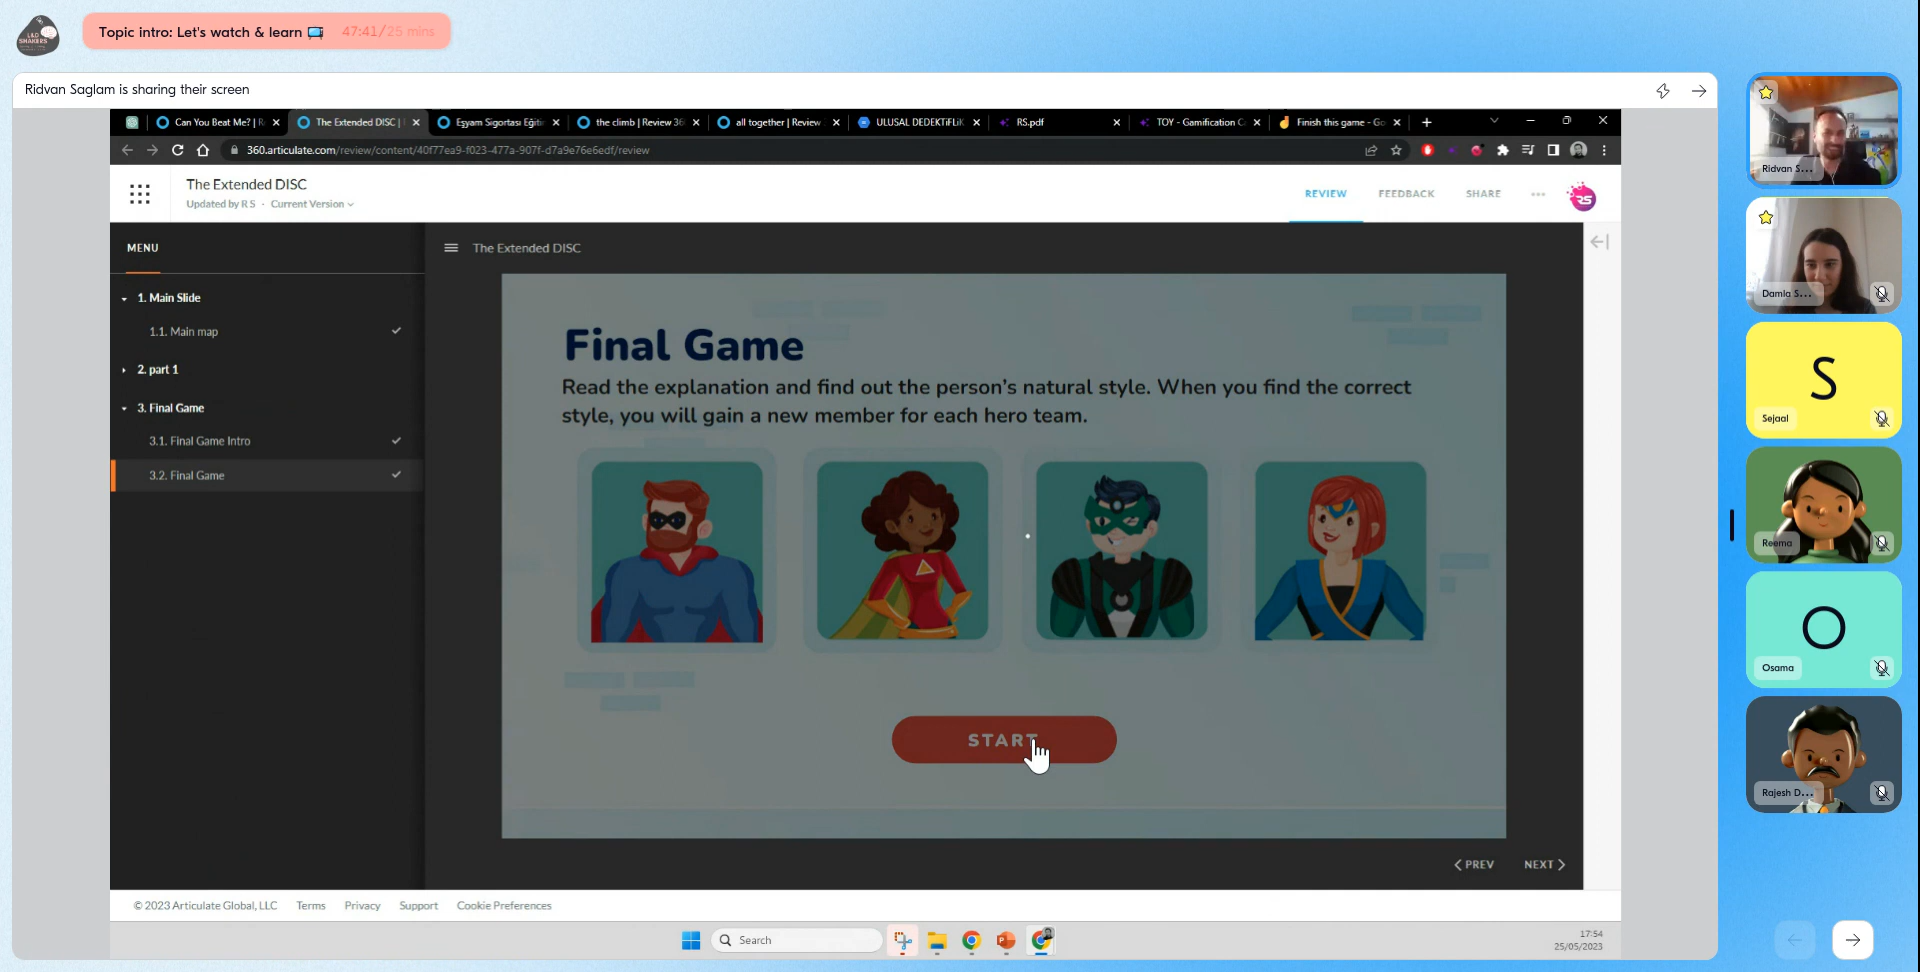 L&D
SHAKERS
Topic intro: Let's watch & learn 47:41/25 mins
Ridvan Saglam is sharing their screen
Can You Beat Me? | R
The Extended DISC |
Eşyam Sigortası Eğitir
the climb | Review 36
all together | Review
ULUSAL DEDEKTİFLİK
RS.pdf
TOY - Gamification C
Finish this game - Go
360.articulate.com/review/content/40f77ea9-f023-477a-907f-d7a9e76e6edf/review
The Extended DISC
Updated by R S · Current Version
REVIEW
FEEDBACK
SHARE
RS
MENU
The Extended DISC
1. Main Slide
1.1. Main map
2. part 1
3. Final Game
3.1. Final Game Intro
3.2. Final Game
Final Game
Read the explanation and find out the person's natural style. When you find the correct
style, you will gain a new member for each hero team.
START
PREV
NEXT
© 2023 Articulate Global, LLC
Terms
Privacy
Support
Cookie Preferences
Search
17:54
25/05/2023
Ridvan S...
Damla S...
S
Sejaal
Reema
O
Osama
Rajesh D...